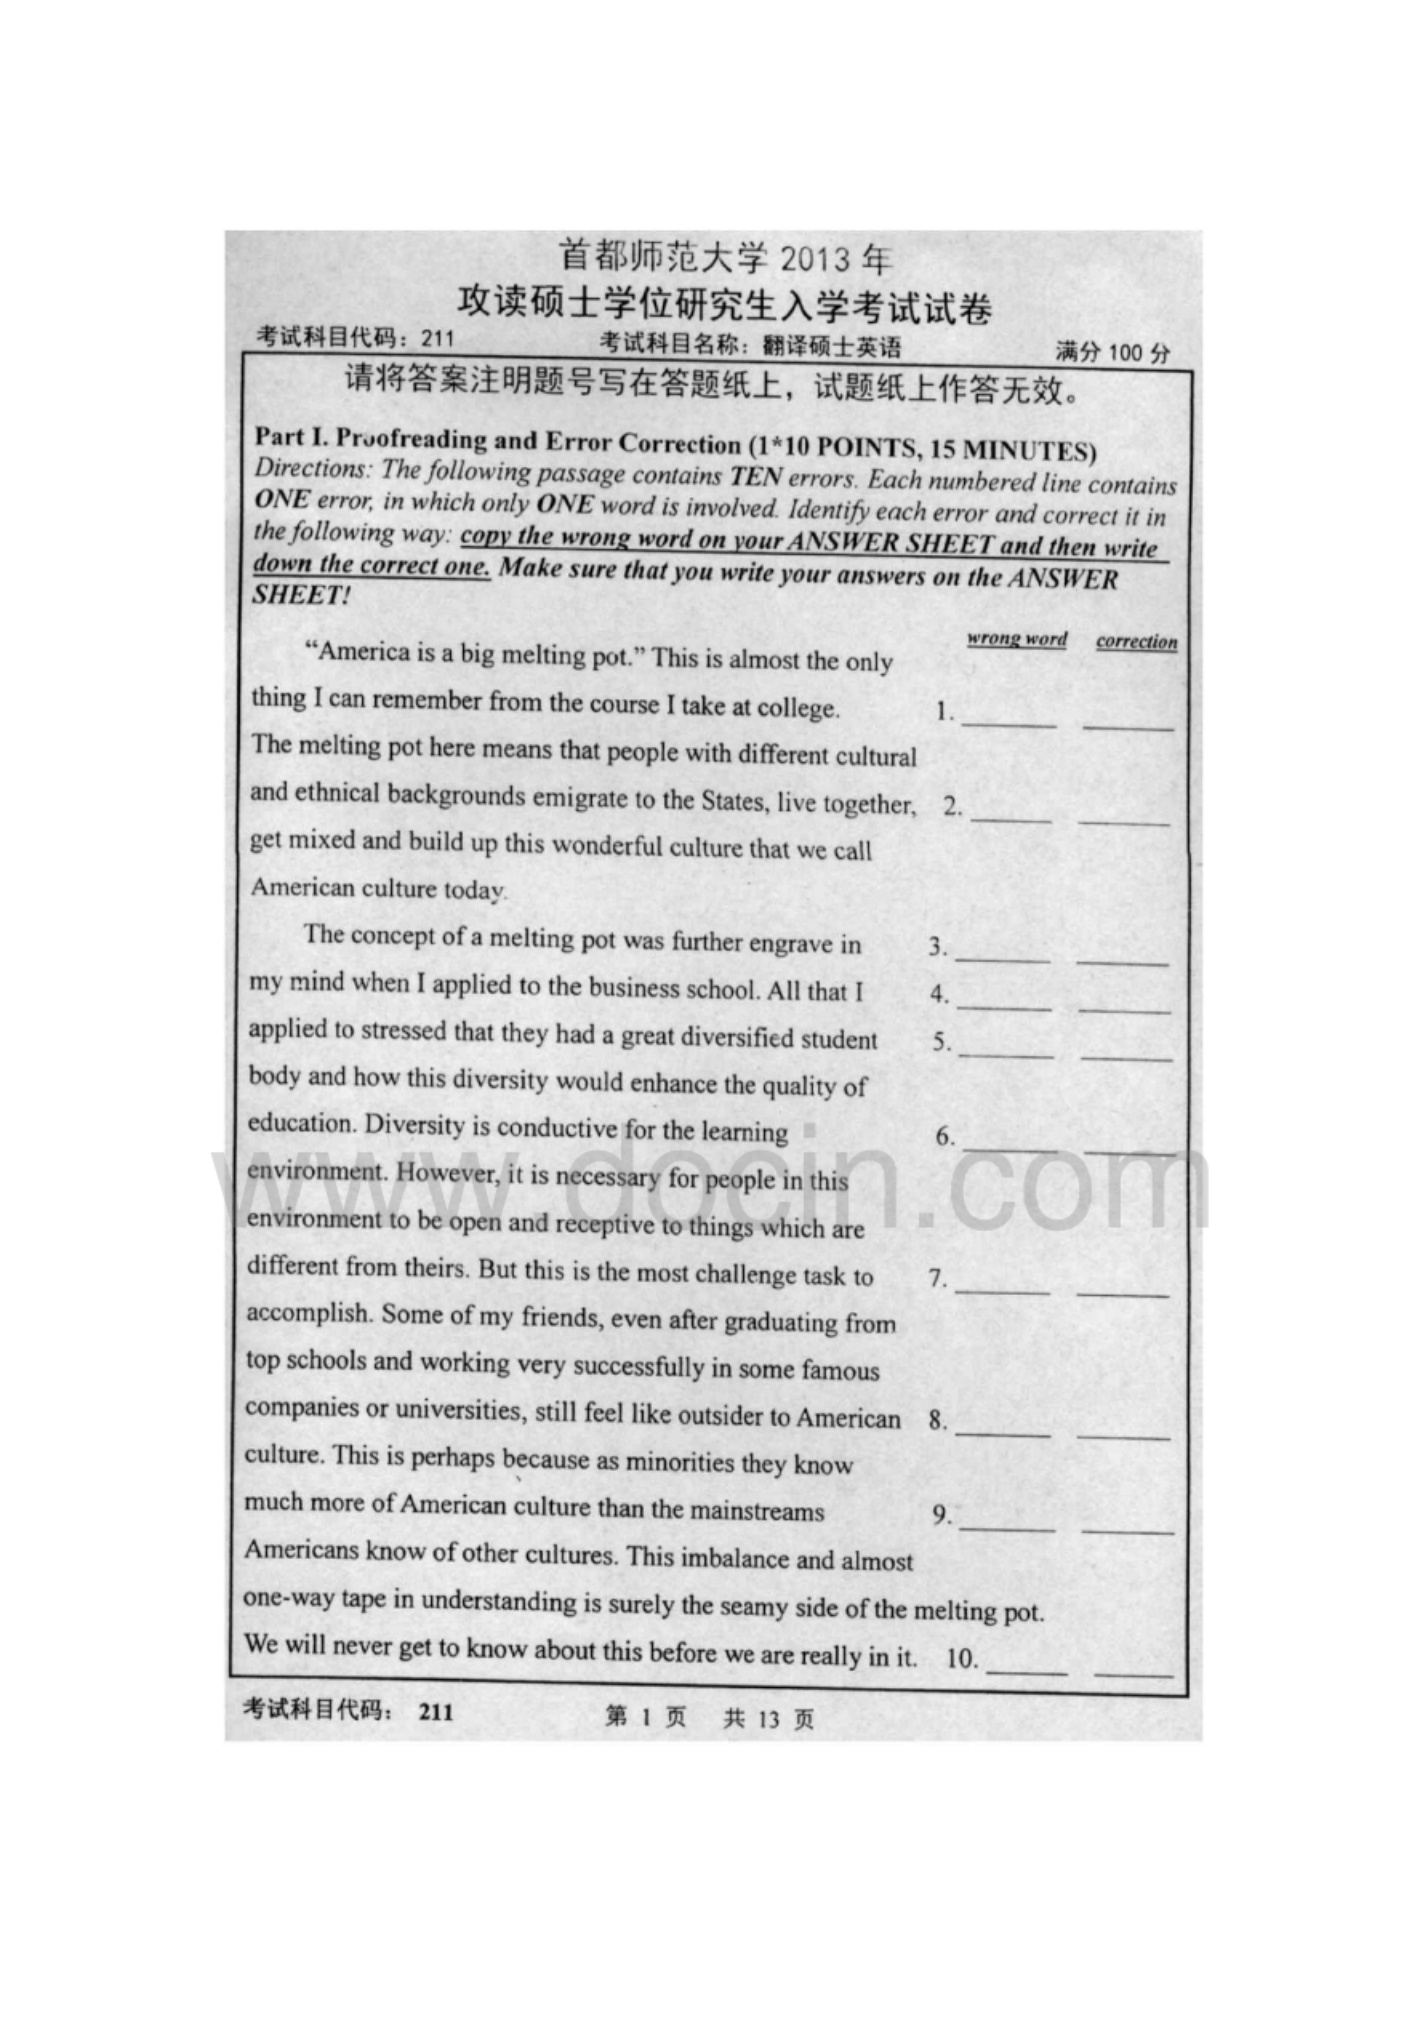 首都师范大学 2013 年
攻读硕士学位研究生入学考试试卷
考试科目代码：211 考试科目名称：翻译硕士英语 满分 100 分
请将答案注明题号写在答题纸上，试题纸上作答无效。
Part I. Proofreading and Error Correction (1*10 POINTS, 15 MINUTES)
Directions: The following passage contains TEN errors. Each numbered line contains
ONE error, in which only ONE word is involved. Identify each error and correct it in
the following way: copy the wrong word on your ANSWER SHEET and then write
down the correct one. Make sure that you write your answers on the ANSWER
SHEET!
wrong word correction
“America is a big melting pot.” This is almost the only
thing I can remember from the course I take at college. 1.
The melting pot here means that people with different cultural
and ethnical backgrounds emigrate to the States, live together, 2.
get mixed and build up this wonderful culture that we call
American culture today.
The concept of a melting pot was further engrave in 3.
my mind when I applied to the business school. All that I 4.
applied to stressed that they had a great diversified student 5.
body and how this diversity would enhance the quality of
education. Diversity is conductive for the learning 6.
environment. However, it is necessary for people in this
environment to be open and receptive to things which are
different from theirs. But this is the most challenge task to 7.
accomplish. Some of my friends, even after graduating from
top schools and working very successfully in some famous
companies or universities, still feel like outsider to American 8.
culture. This is perhaps because as minorities they know
much more of American culture than the mainstreams 9.
Americans know of other cultures. This imbalance and almost
one-way tape in understanding is surely the seamy side of the melting pot.
We will never get to know about this before we are really in it. 10.
考试科目代码： 211 第 1 页 共 13 页
www.docin.com